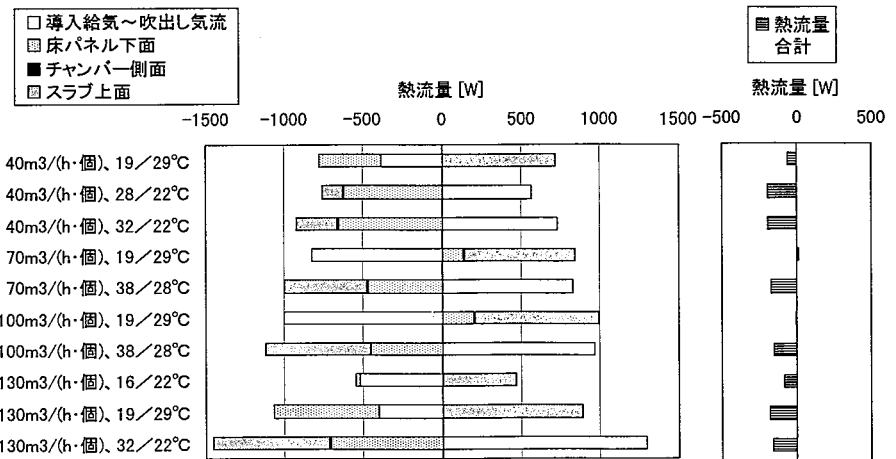 導入給気~吹出し気流
床パネル下面
チャンバー側面
スラブ上面
熱流量 [W]
-1500 -1000 -500 0 500 1000 1500
40m3/(h・個)、19/29℃
40m3/(h・個)、28/22℃
40m3/(h・個)、32/22℃
70m3/(h・個)、19/29℃
70m3/(h・個)、38/28℃
100m3/(h・個)、19/29℃
100m3/(h・個)、38/28℃
130m3/(h・個)、16/22℃
130m3/(h・個)、19/29℃
130m3/(h・個)、32/22℃
熱流量
合計
熱流量 [W]
-500 0 500